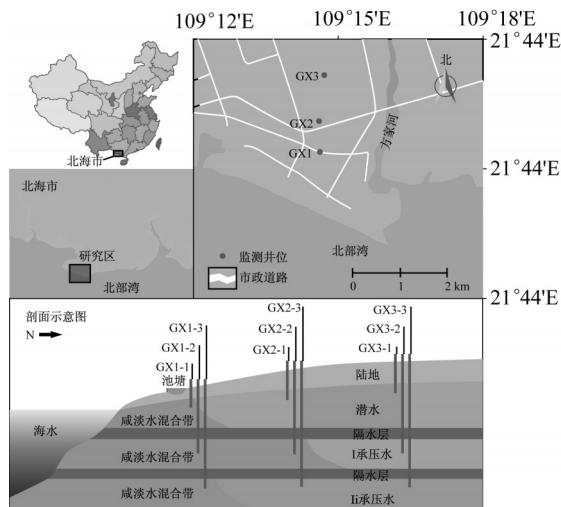 109°12'E
109°15'E
109°18'E
21°44'E
北
GX3
GX2
GX1
万家河
21°44'E
北海市
北海市
研究区
北部湾
监测井位
市政道路
北部湾
0 1 2 km
21°44'E
剖面示意图
N
GX1-3
GX1-2
GX1-1
池塘
GX2-3
GX2-2
GX2-1
GX3-3
GX3-2
GX3-1
陆地
海水
咸淡水混合带
潜水
隔水层
咸淡水混合带
I承压水
隔水层
咸淡水混合带
Ii承压水